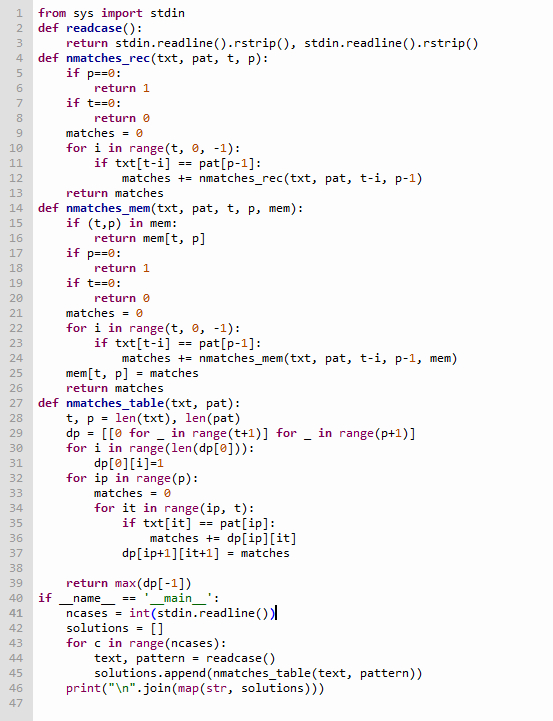 1 from sys import stdin
2 def readcase():
3     return stdin.readline().rstrip(), stdin.readline().rstrip()
4 def nmatches_rec(txt, pat, t, p):
5     if p==0:
6         return 1
7     if t==0:
8         return 0
9     matches = 0
10     for i in range(t, 0, -1):
11         if txt[t-i] == pat[p-1]:
12             matches += nmatches_rec(txt, pat, t-i, p-1)
13     return matches
14 def nmatches_mem(txt, pat, t, p, mem):
15     if (t,p) in mem:
16         return mem[t, p]
17     if p==0:
18         return 1
19     if t==0:
20         return 0
21     matches = 0
22     for i in range(t, 0, -1):
23         if txt[t-i] == pat[p-1]:
24             matches += nmatches_mem(txt, pat, t-i, p-1, mem)
25     mem[t, p] = matches
26     return matches
27 def nmatches_table(txt, pat):
28     t, p = len(txt), len(pat)
29     dp = [[0 for _ in range(t+1)] for _ in range(p+1)]
30     for i in range(len(dp[0])):
31         dp[0][i]=1
32     for ip in range(p):
33         matches = 0
34         for it in range(ip, t):
35             if txt[it] == pat[ip]:
36                 matches += dp[ip][it]
37             dp[ip+1][it+1] = matches
38
39     return max(dp[-1])
40 if __name__ == '__main__':
41     ncases = int(stdin.readline())
42     solutions = []
43     for c in range(ncases):
44         text, pattern = readcase()
45         solutions.append(nmatches_table(text, pattern))
46     print("\n".join(map(str, solutions)))
47